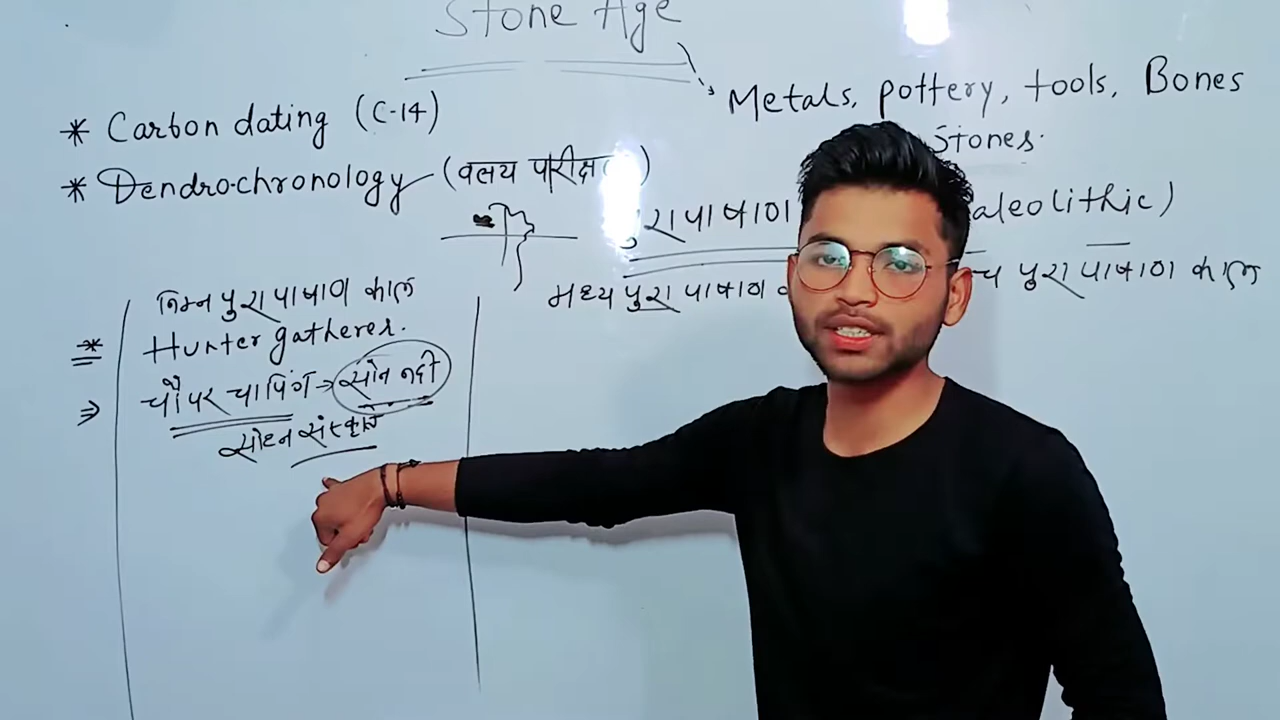 Stone Age
Metals, pottery, tools, Bones
Stones.
* Carbon dating (C-14)
* Dendrochronology (वलय परीक्ष
पाषाण aleolithic)
मध्य पुरा पाषाण पुरा पाषाण काल
निम्न पुरा पाषाण काल
* Hunter gatherer.
⇒ चौपर चापिंग → सोन नदी
सोहन संस्कृति